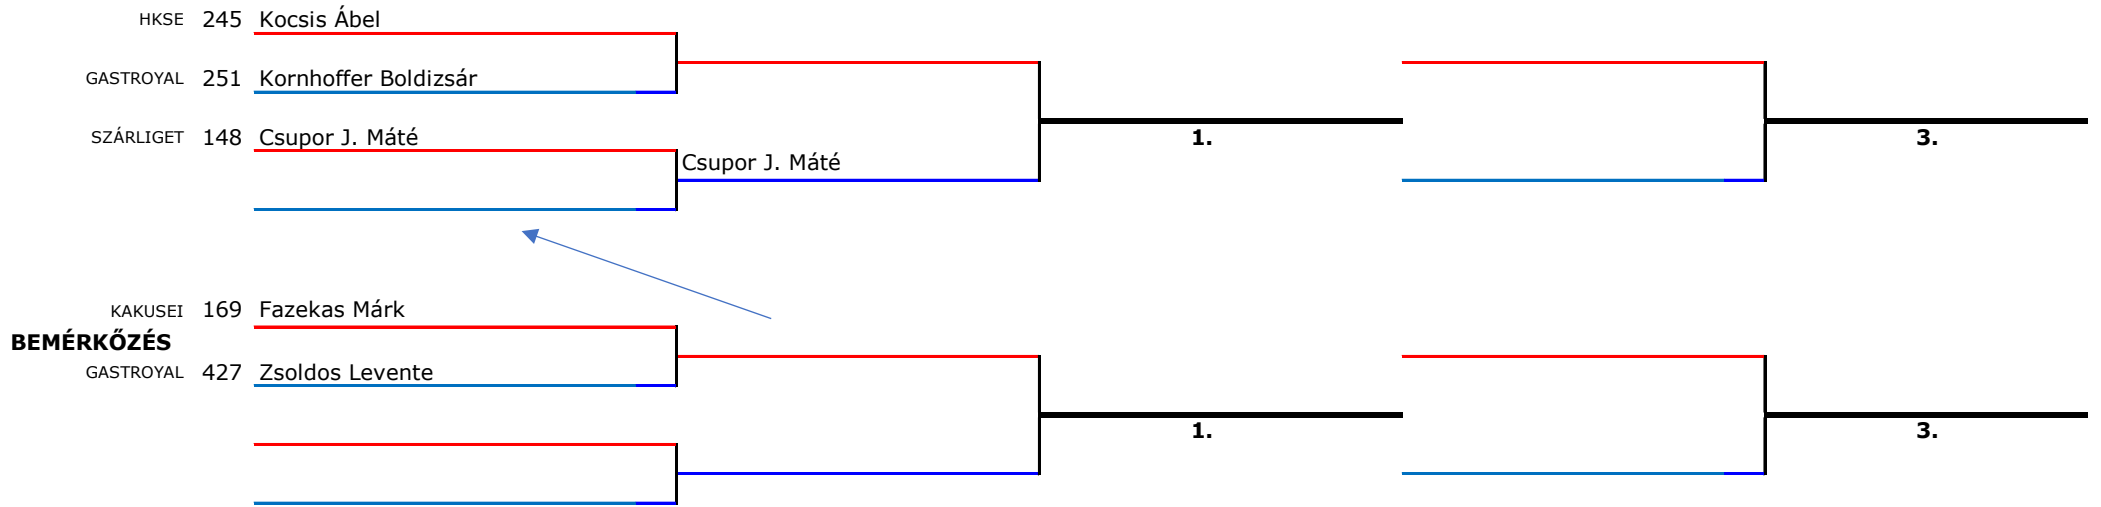 HKSE 245 Kocsis Ábel
GASTROYAL 251 Kornhoffer Boldizsár
SZÁRLIGET 148 Csupor J. Máté 1. 3.
Csupor J. Máté
KAKUSEI 169 Fazekas Márk
BEMÉRKŐZÉS
GASTROYAL 427 Zsoldos Levente
1. 3.